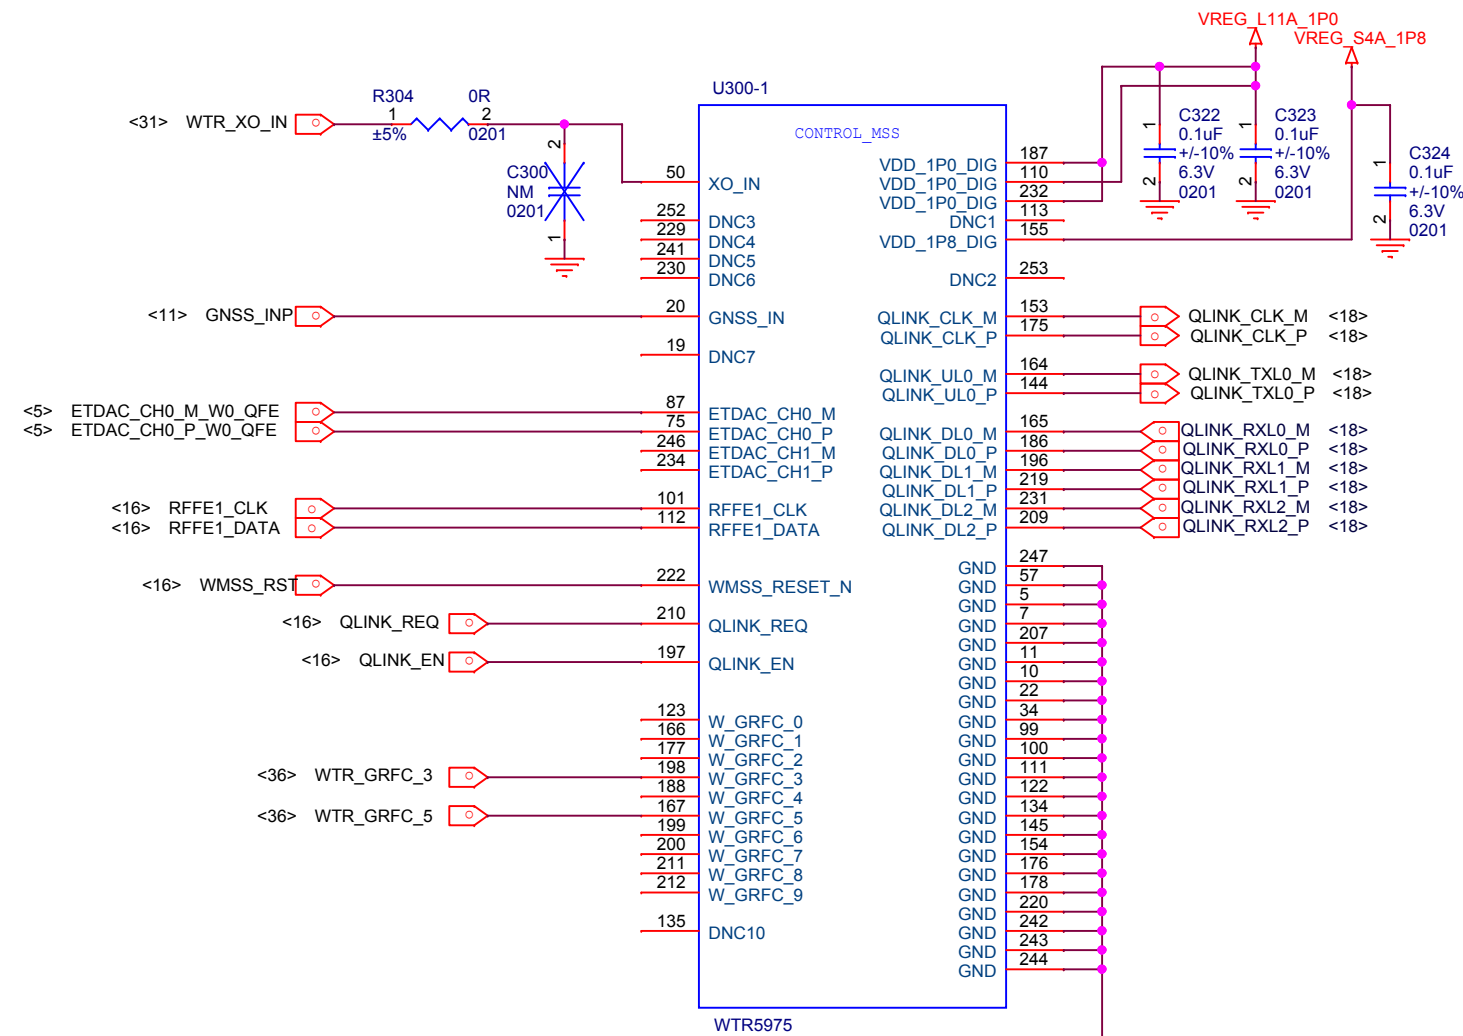 VREG_L11A_1P0
VREG_S4A_1P8
U300-1
CONTROL_MSS
<31> WTR_XO_IN
R304 0R
1 2
±5% 0201
2
C300
NM
0201
1
50 XO_IN
252 DNC3
229 DNC4
241 DNC5
230 DNC6
<11> GNSS_INP 20 GNSS_IN
19 DNC7
<5> ETDAC_CH0_M_W0_QFE 87 ETDAC_CH0_M
<5> ETDAC_CH0_P_W0_QFE 75 ETDAC_CH0_P
246 ETDAC_CH1_M
234 ETDAC_CH1_P
<16> RFFE1_CLK 101 RFFE1_CLK
<16> RFFE1_DATA 112 RFFE1_DATA
<16> WMSS_RST 222 WMSS_RESET_N
<16> QLINK_REQ 210 QLINK_REQ
<16> QLINK_EN 197 QLINK_EN
123 W_GRFC_0
166 W_GRFC_1
177 W_GRFC_2
<36> WTR_GRFC_3 198 W_GRFC_3
188 W_GRFC_4
<36> WTR_GRFC_5 167 W_GRFC_5
199 W_GRFC_6
200 W_GRFC_7
211 W_GRFC_8
212 W_GRFC_9
135 DNC10
VDD_1P0_DIG 187
VDD_1P0_DIG 110
VDD_1P0_DIG 232
DNC1 113
VDD_1P8_DIG 155
DNC2 253
1
C322
0.1uF
+/-10%
6.3V
0201
2
1
C323
0.1uF
+/-10%
6.3V
0201
2
1
C324
0.1uF
+/-10%
6.3V
0201
2
QLINK_CLK_M 153 QLINK_CLK_M <18>
QLINK_CLK_P 175 QLINK_CLK_P <18>
QLINK_UL0_M 164 QLINK_TXL0_M <18>
QLINK_UL0_P 144 QLINK_TXL0_P <18>
QLINK_DL0_M 165 QLINK_RXL0_M <18>
QLINK_DL0_P 186 QLINK_RXL0_P <18>
QLINK_DL1_M 196 QLINK_RXL1_M <18>
QLINK_DL1_P 219 QLINK_RXL1_P <18>
QLINK_DL2_M 231 QLINK_RXL2_M <18>
QLINK_DL2_P 209 QLINK_RXL2_P <18>
GND 247
GND 57
GND 5
GND 7
GND 207
GND 11
GND 10
GND 22
GND 34
GND 99
GND 100
GND 111
GND 122
GND 134
GND 145
GND 154
GND 176
GND 178
GND 220
GND 242
GND 243
GND 244
WTR5975